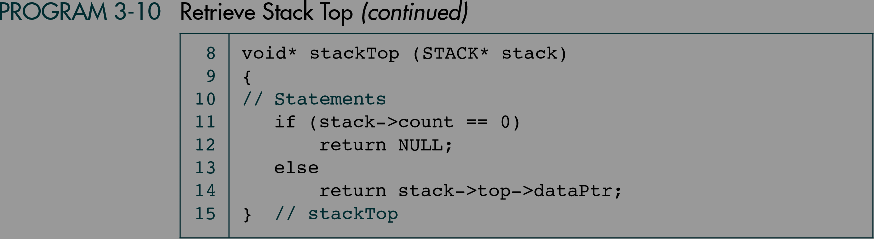 PROGRAM 3-10 Retrieve Stack Top (continued)
8 void* stackTop (STACK* stack)
9 {
10 // Statements
11 if (stack->count == 0)
12 return NULL;
13 else
14 return stack->top->dataPtr;
15 } // stackTop